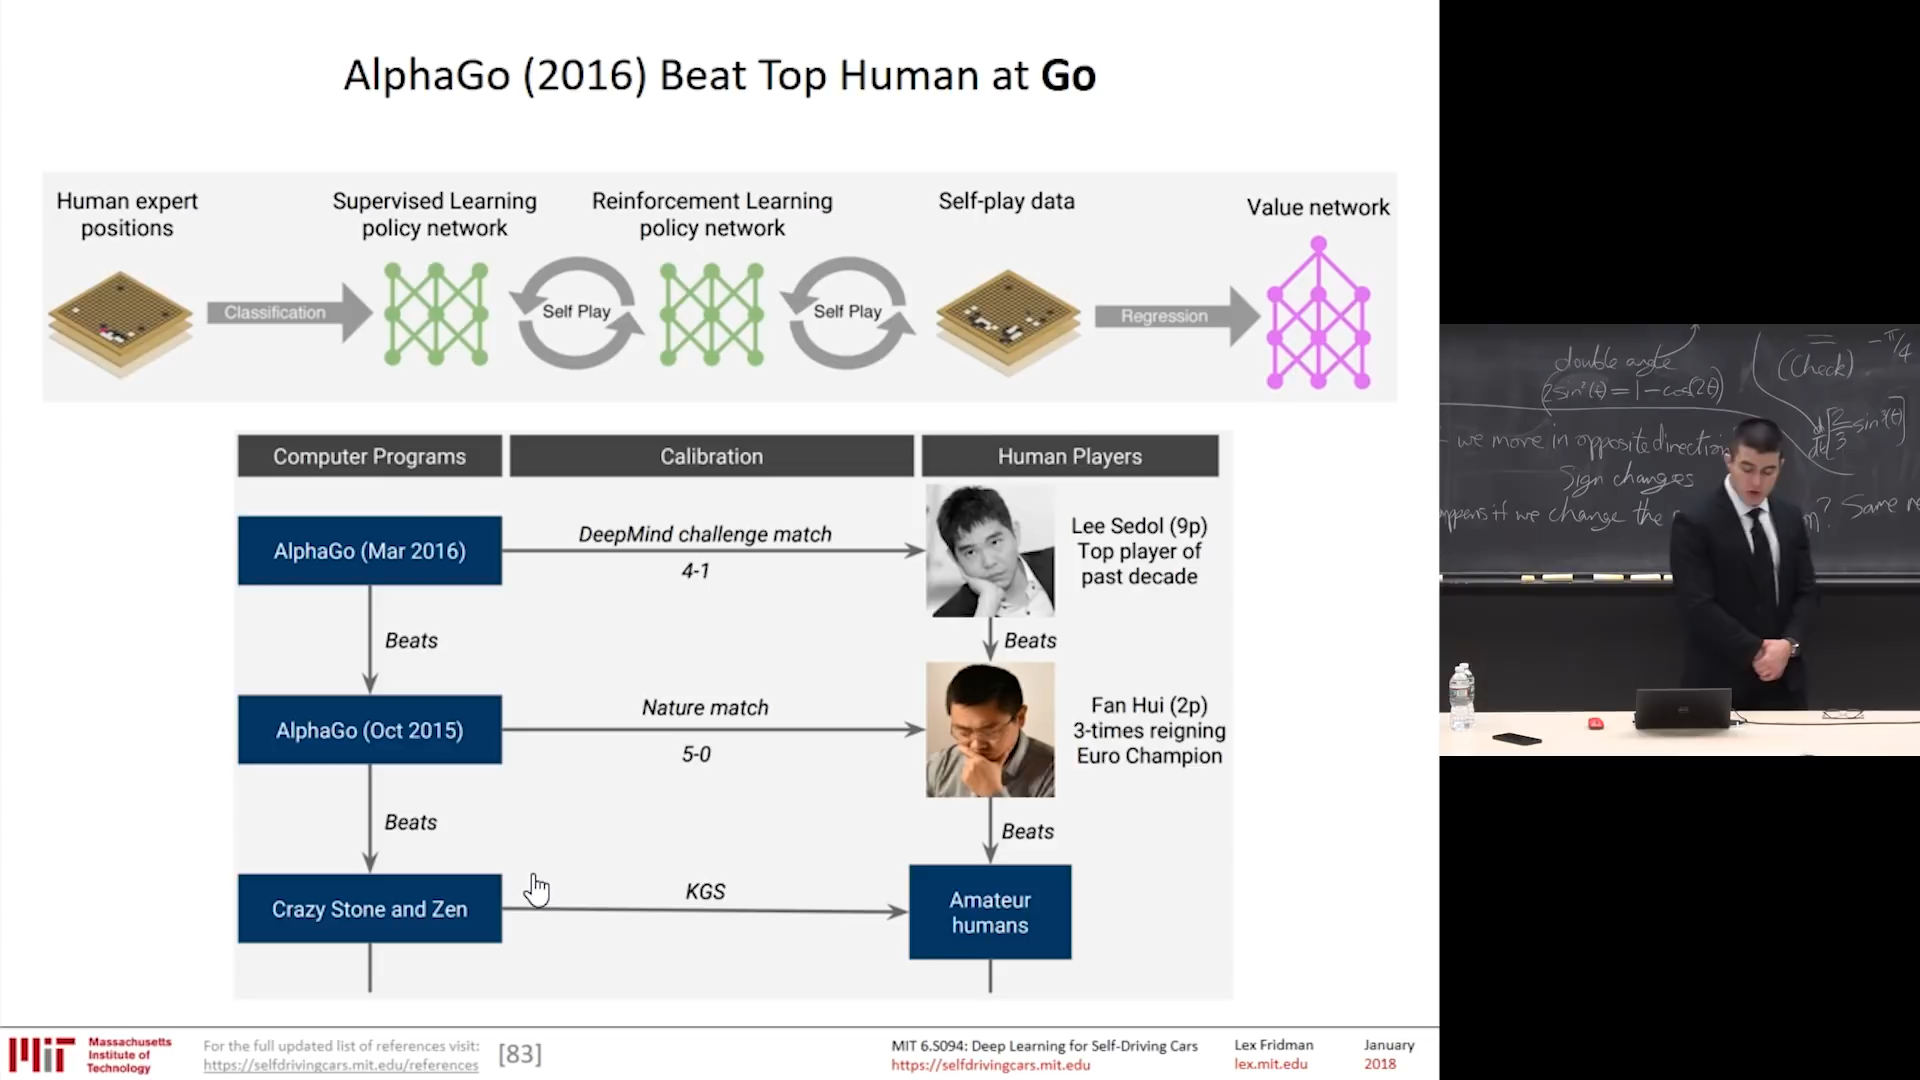 AlphaGo (2016) Beat Top Human at Go
Human expert
positions
Supervised Learning
policy network
Reinforcement Learning
policy network
Self-play data
Value network
Classification
Self Play
Self Play
Regression
Computer Programs
Calibration
Human Players
AlphaGo (Mar 2016)
DeepMind challenge match
4-1
Lee Sedol (9p)
Top player of
past decade
Beats
Beats
AlphaGo (Oct 2015)
Nature match
5-0
Fan Hui (2p)
3-times reigning
Euro Champion
Beats
Beats
Crazy Stone and Zen
KGS
Amateur
humans
MIT
Massachusetts
Institute of
Technology
For the full updated list of references visit:
https://selfdrivingcars.mit.edu/references
[83]
MIT 6.S094: Deep Learning for Self-Driving Cars
https://selfdrivingcars.mit.edu
Lex Fridman
lex.mit.edu
January
2018
double angle
2sin²(t) = 1 - cos(2t)
(Check)
-π/4
we move in opposite direction
Sign changes
if we change the
? Same